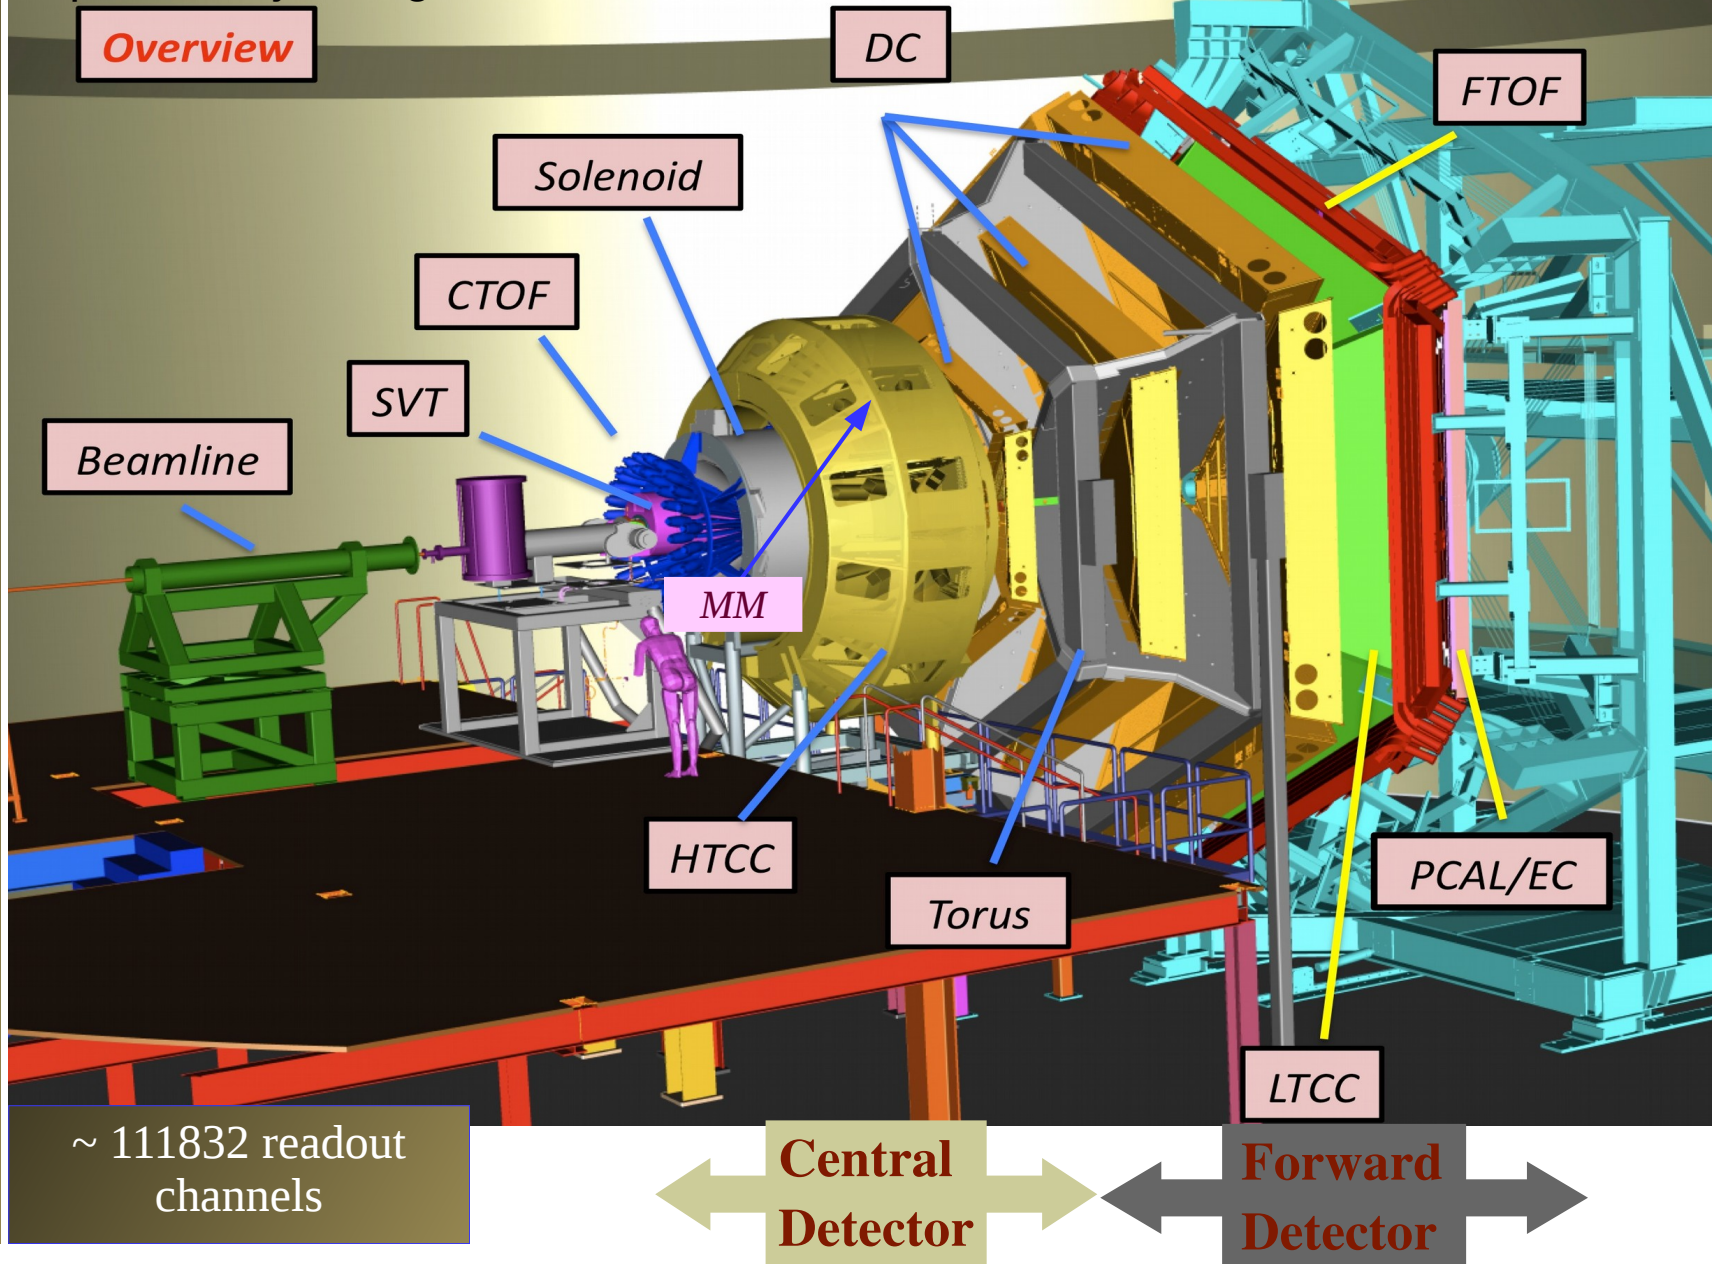 Overview
DC
FTOF
Solenoid
CTOF
SVT
Beamline
MM
HTCC
Torus
PCAL/EC
LTCC
~ 111832 readout
channels
Central
Detector
Forward
Detector